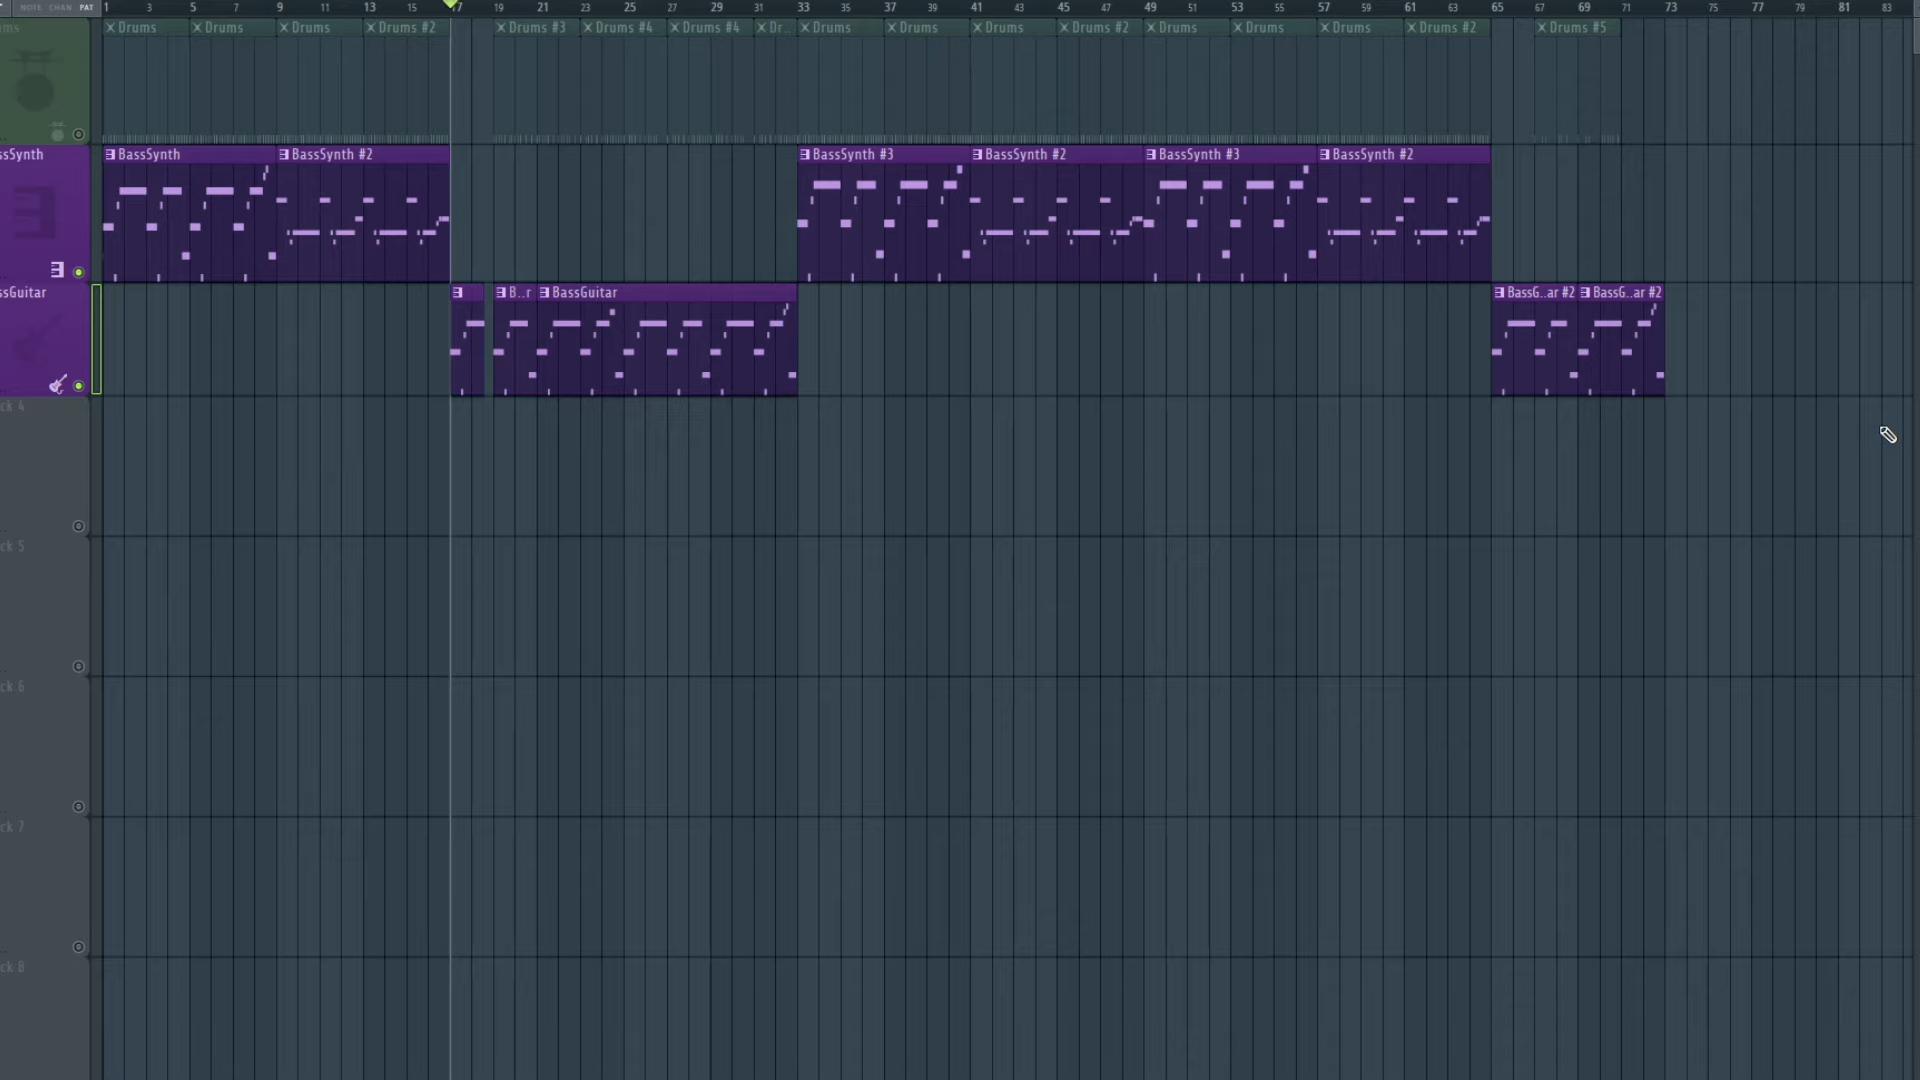 NOTE CHAN PAT 1 3 5 7 9 11 13 15 17 19 21 23 25 27 29 31 33 35 37 39 41 43 45 47 49 51 53 55 57 59 61 63 65 67 69 71 73 75 77 79 81 83
ms Drums Drums Drums Drums #2 Drums #3 Drums #4 Drums #4 Dr.. Drums Drums Drums Drums #2 Drums Drums Drums Drums #2 Drums #5
ssSynth BassSynth BassSynth #2 BassSynth #3 BassSynth #2 BassSynth #3 BassSynth #2
ssGuitar B..r BassGuitar BassG..ar #2 BassG..ar #2
ck 4
ck 5
ck 6
ck 7
ck 8